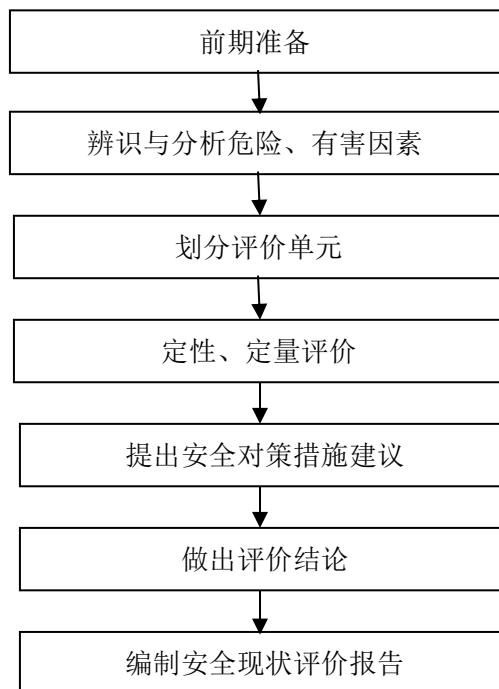 前期准备
辨识与分析危险、有害因素
划分评价单元
定性、定量评价
提出安全对策措施建议
做出评价结论
编制安全现状评价报告